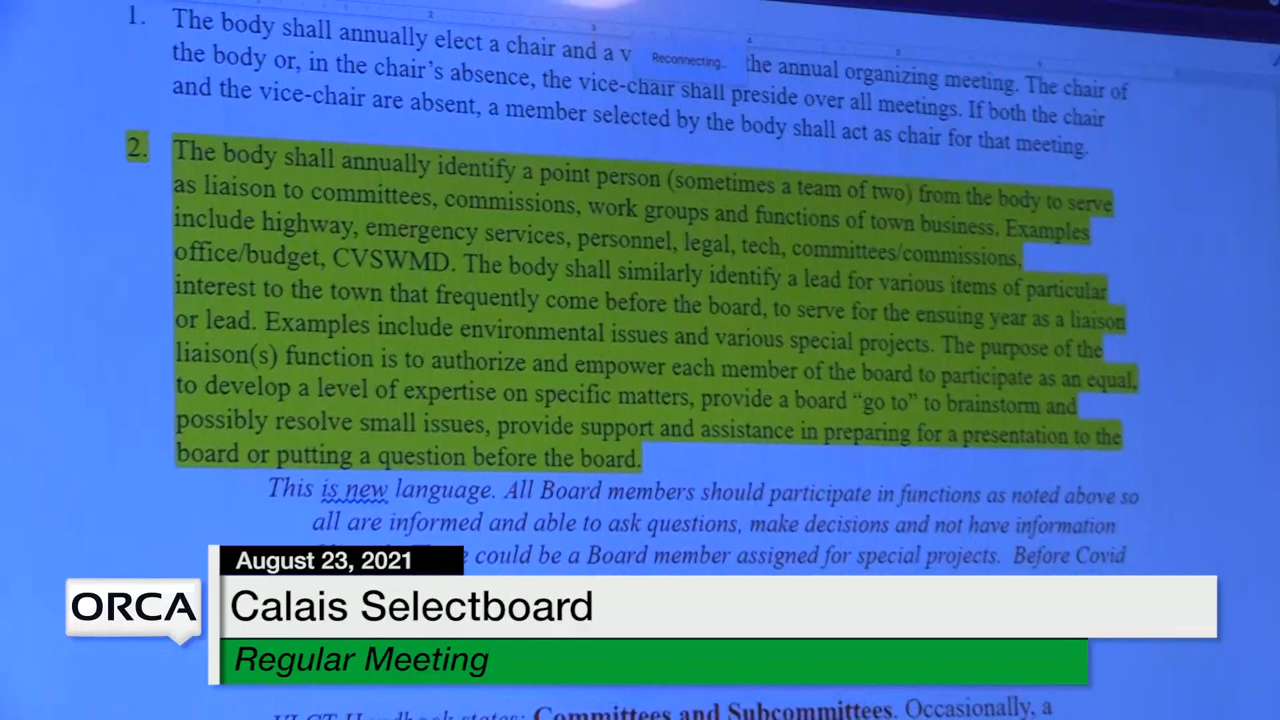 1. The body shall annually elect a chair and a v Reconnecting... the annual organizing meeting. The chair of
the body or, in the chair's absence, the vice-chair shall preside over all meetings. If both the chair
and the vice-chair are absent, a member selected by the body shall act as chair for that meeting.
2. The body shall annually identify a point person (sometimes a team of two) from the body to serve
as liaison to committees, commissions, work groups and functions of town business. Examples
include highway, emergency services, personnel, legal, tech, committees/commissions,
office/budget, CVSWMD. The body shall similarly identify a lead for various items of particular
interest to the town that frequently come before the board, to serve for the ensuing year as a liaison
or lead. Examples include environmental issues and various special projects. The purpose of the
liaison(s) function is to authorize and empower each member of the board to participate as an equal,
to develop a level of expertise on specific matters, provide a board “go to” to brainstorm and
possibly resolve small issues, provide support and assistance in preparing for a presentation to the
board or putting a question before the board.
This is new language. All Board members should participate in functions as noted above so
all are informed and able to ask questions, make decisions and not have information
could be a Board member assigned for special projects. Before Covid
August 23, 2021
ORCA
Calais Selectboard
Regular Meeting
Committees and Subcommittees. Occasionally, a